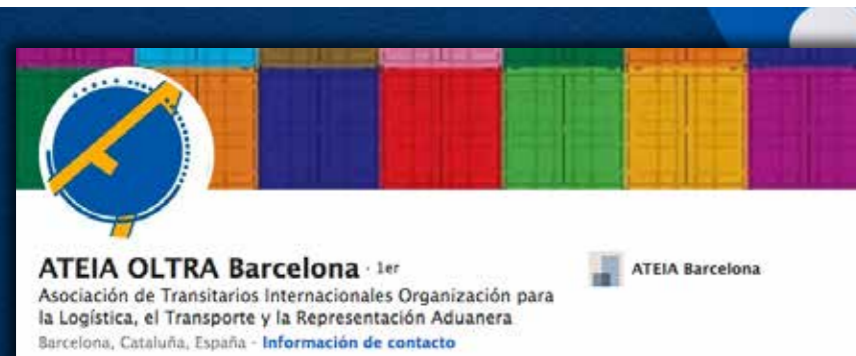 ATEIA OLTRA Barcelona · 1er
ATEIA Barcelona
Asociación de Transitarios Internacionales Organización para
la Logística, el Transporte y la Representación Aduanera
Barcelona, Cataluña, España · Información de contacto